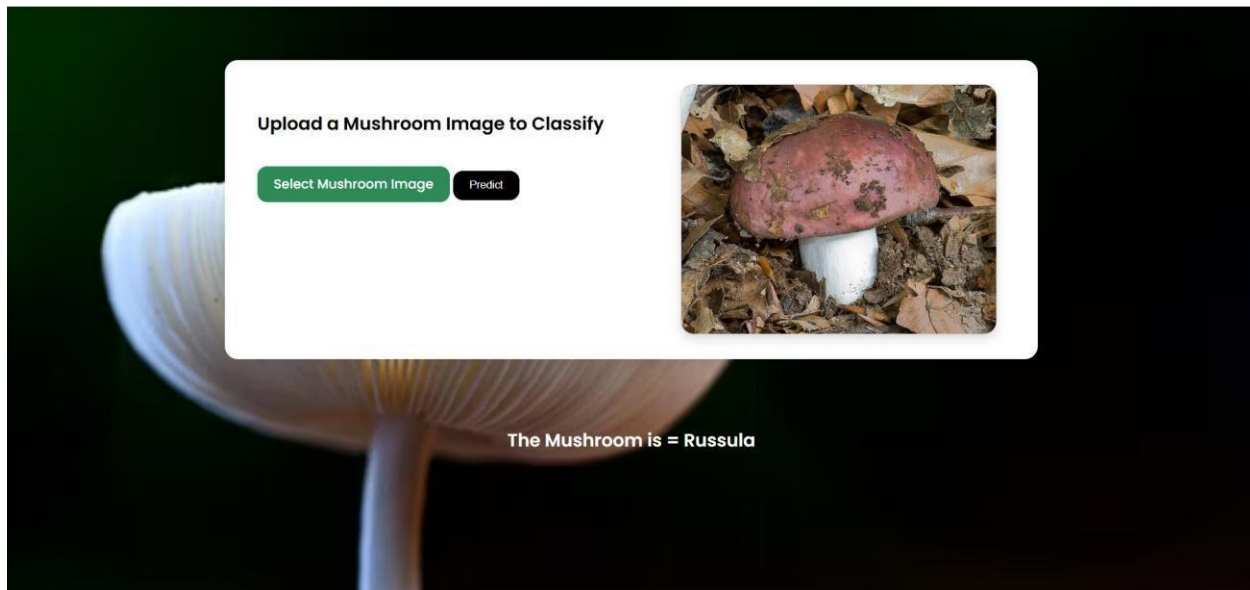 Upload a Mushroom Image to Classify
Select Mushroom Image Predict
The Mushroom is = Russula